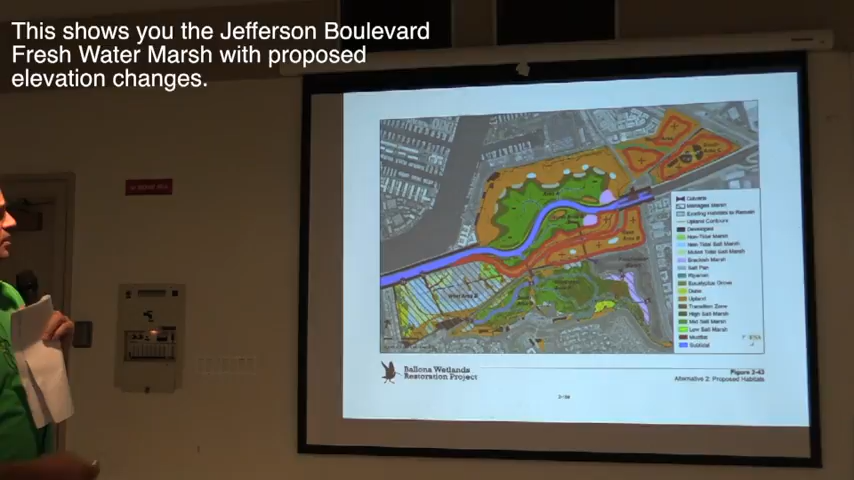 This shows you the Jefferson Boulevard
Fresh Water Marsh with proposed
elevation changes.
Culverts
Managed Marsh
Existing Habitats to Remain
Upland Contours
Developed
Non-Tidal Marsh
Non-Tidal Salt Marsh
Muted Tidal Salt Marsh
Brackish Marsh
Salt Pan
Riparian
Eucalyptus Grove
Dune
Upland
Transition Zone
High Salt Marsh
Mid Salt Marsh
Low Salt Marsh
Mudflat
Subtidal
Ballona Wetlands
Restoration Project
Figure 2-43
Alternative 2: Proposed Habitats